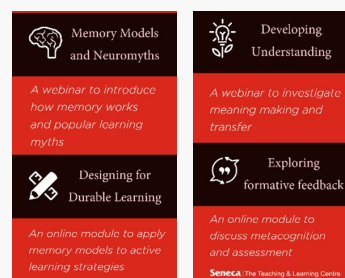 Memory Models
and Neuromyths
A webinar to introduce
how memory works
and popular learning
myths
Designing for
Durable Learning
An online module to apply
memory models to active
learning strategies
Developing
Understanding
A webinar to investigate
meaning making and
transfer
Exploring
formative feedback
An online module to
discuss metacognition
and assessment
Seneca The Teaching & Learning Centre